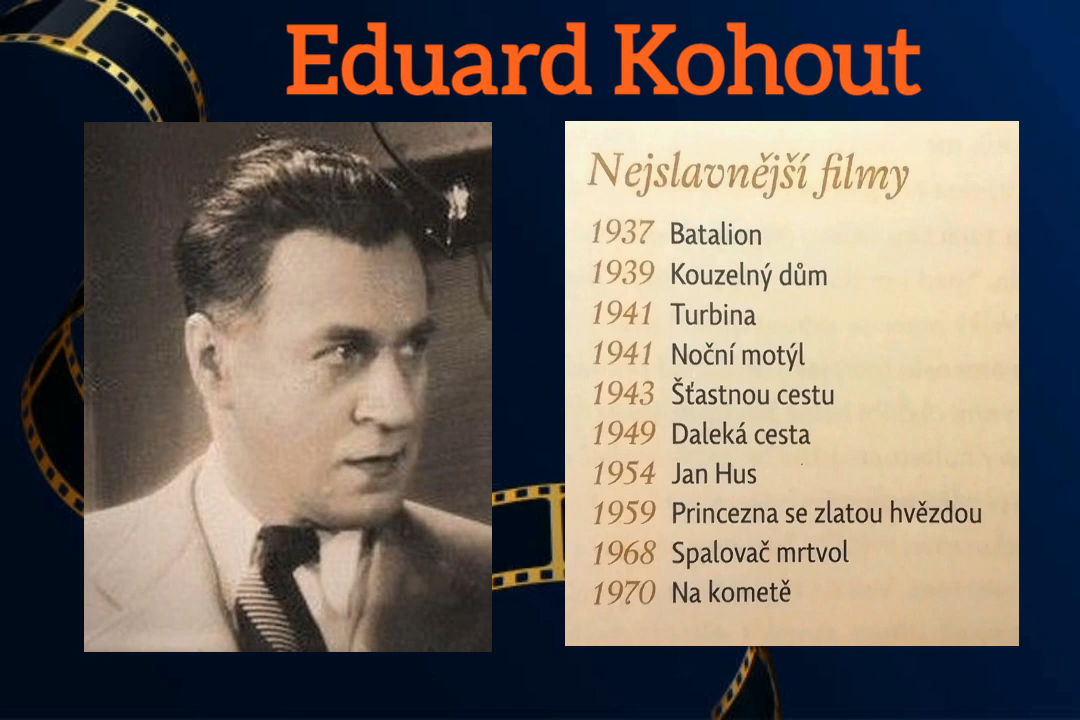 Eduard Kohout
Nejslavnější filmy
1937 Batalion
1939 Kouzelný dům
1941 Turbina
1941 Noční motýl
1943 Šťastnou cestu
1949 Daleká cesta
1954 Jan Hus
1959 Princezna se zlatou hvězdou
1968 Spalovač mrtvol
1970 Na kometě